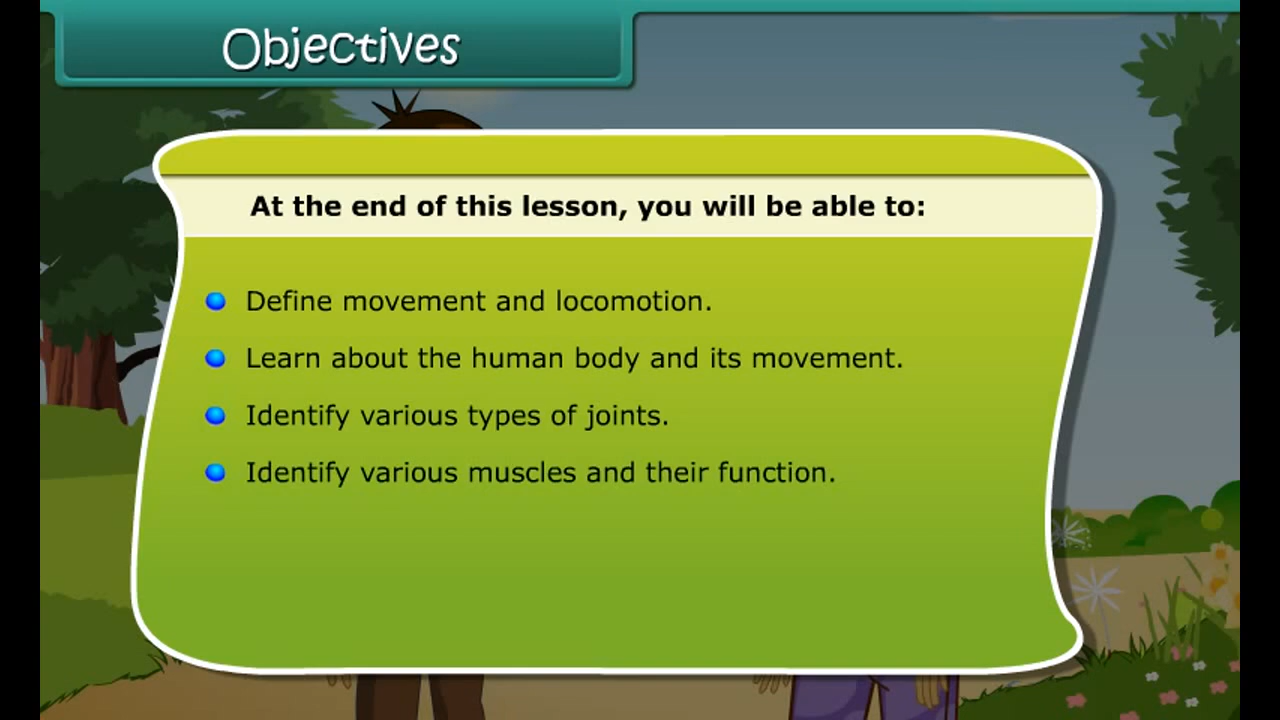 Objectives
At the end of this lesson, you will be able to:
Define movement and locomotion.
Learn about the human body and its movement.
Identify various types of joints.
Identify various muscles and their function.